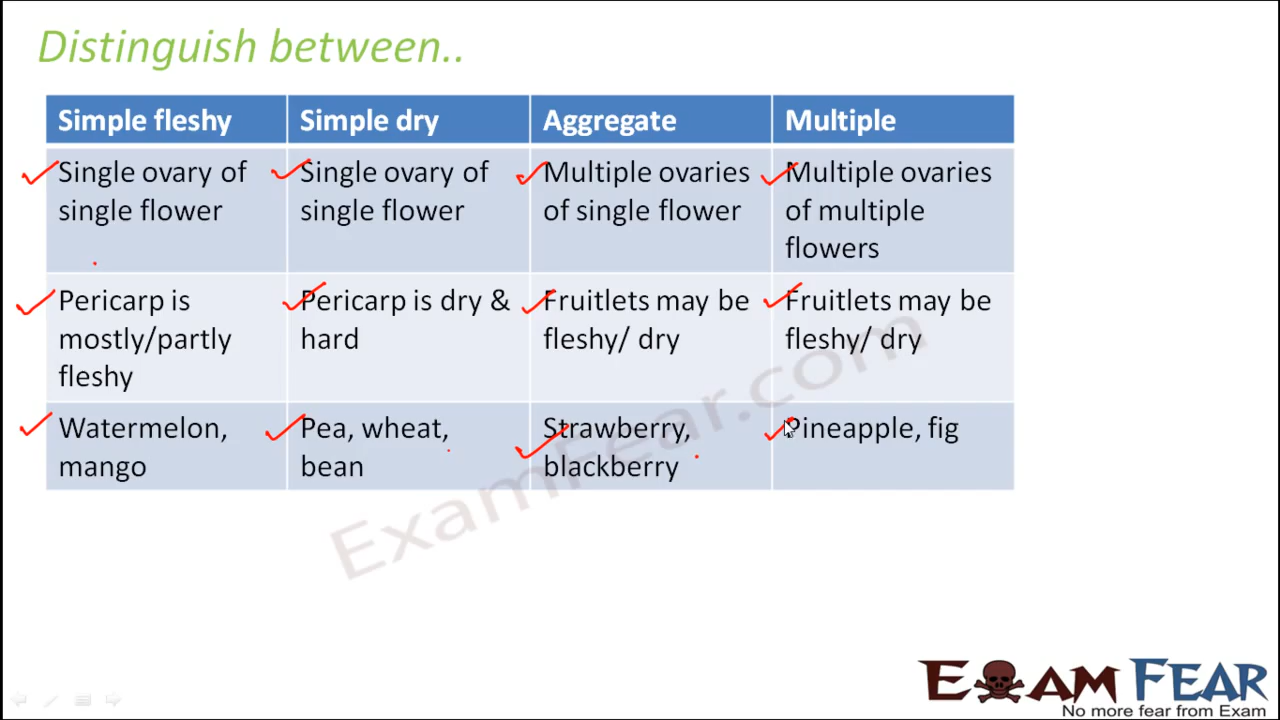 Distinguish between..
Simple fleshy
Simple dry
Aggregate
Multiple
Single ovary of
single flower
Single ovary of
single flower
Multiple ovaries
of single flower
Multiple ovaries
of multiple
flowers
Pericarp is
mostly/partly
fleshy
Pericarp is dry &
hard
Fruitlets may be
fleshy/ dry
Fruitlets may be
fleshy/ dry
Watermelon,
mango
Pea, wheat,
bean
Strawberry,
blackberry
Pineapple, fig
ExamFear.com
EXAM FEAR
No more fear from Exam